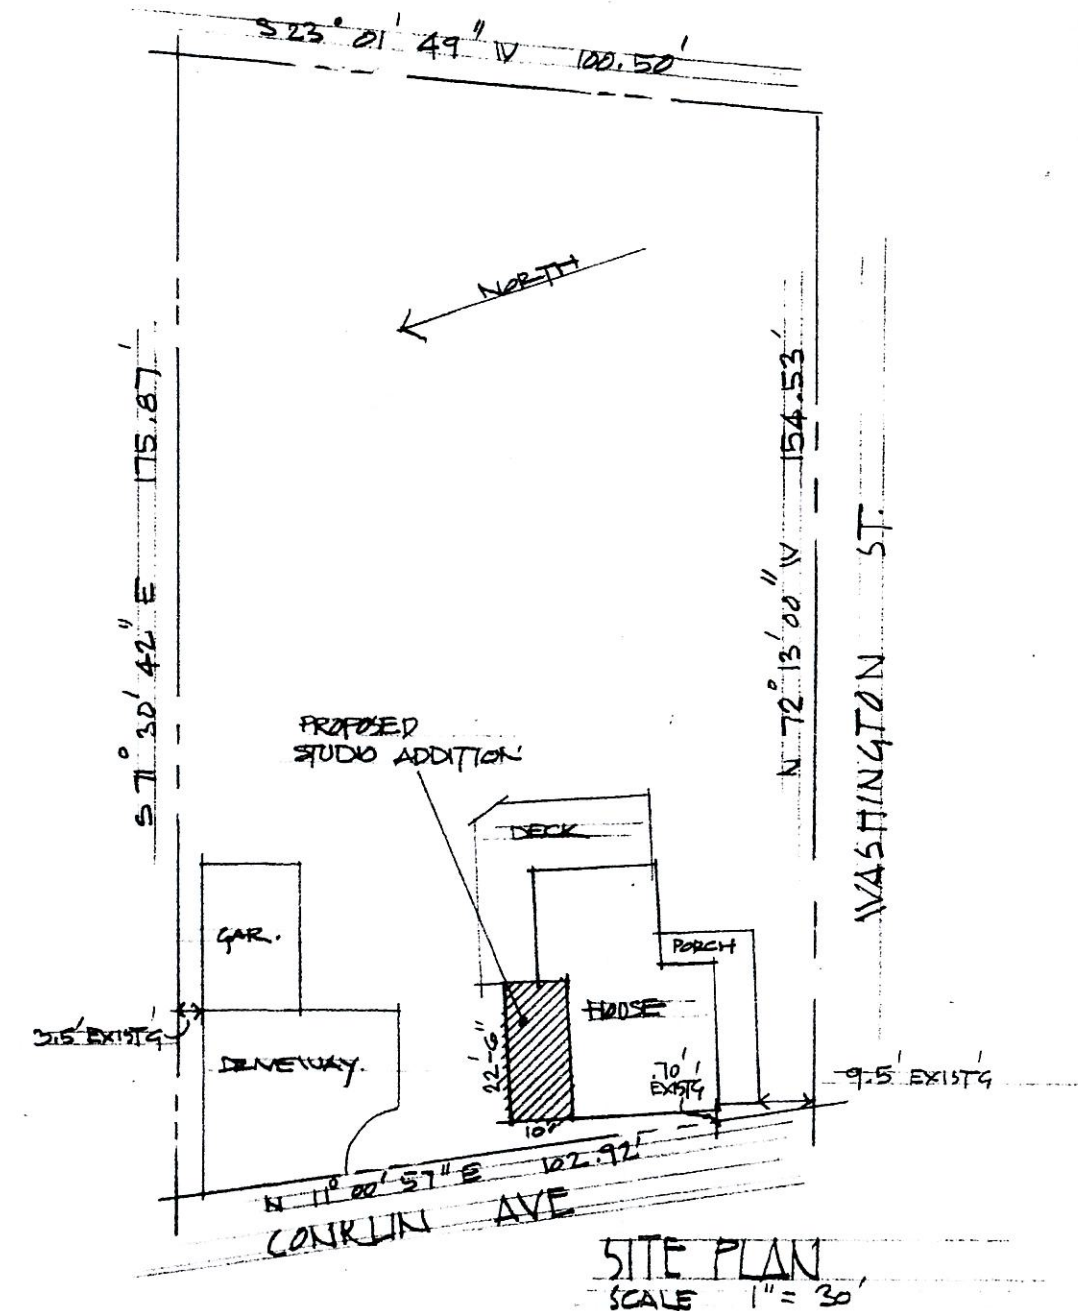 S 23° 01' 49" W 100.50'
NORTH
S 71° 30' 42" E 175.87'
N 72° 13' 00" W 154.53'
WASHINGTON ST.
PROPOSED
STUDIO ADDITION
DECK
GAR.
PORCH
HOUSE
3.5' EXIST'G
DRIVEWAY.
22'-6"
.70'
EXIST'G
9.5' EXIST'G
10'
N 11° 00' 57" E 102.92'
CONKLIN AVE
SITE PLAN
SCALE 1" = 30'